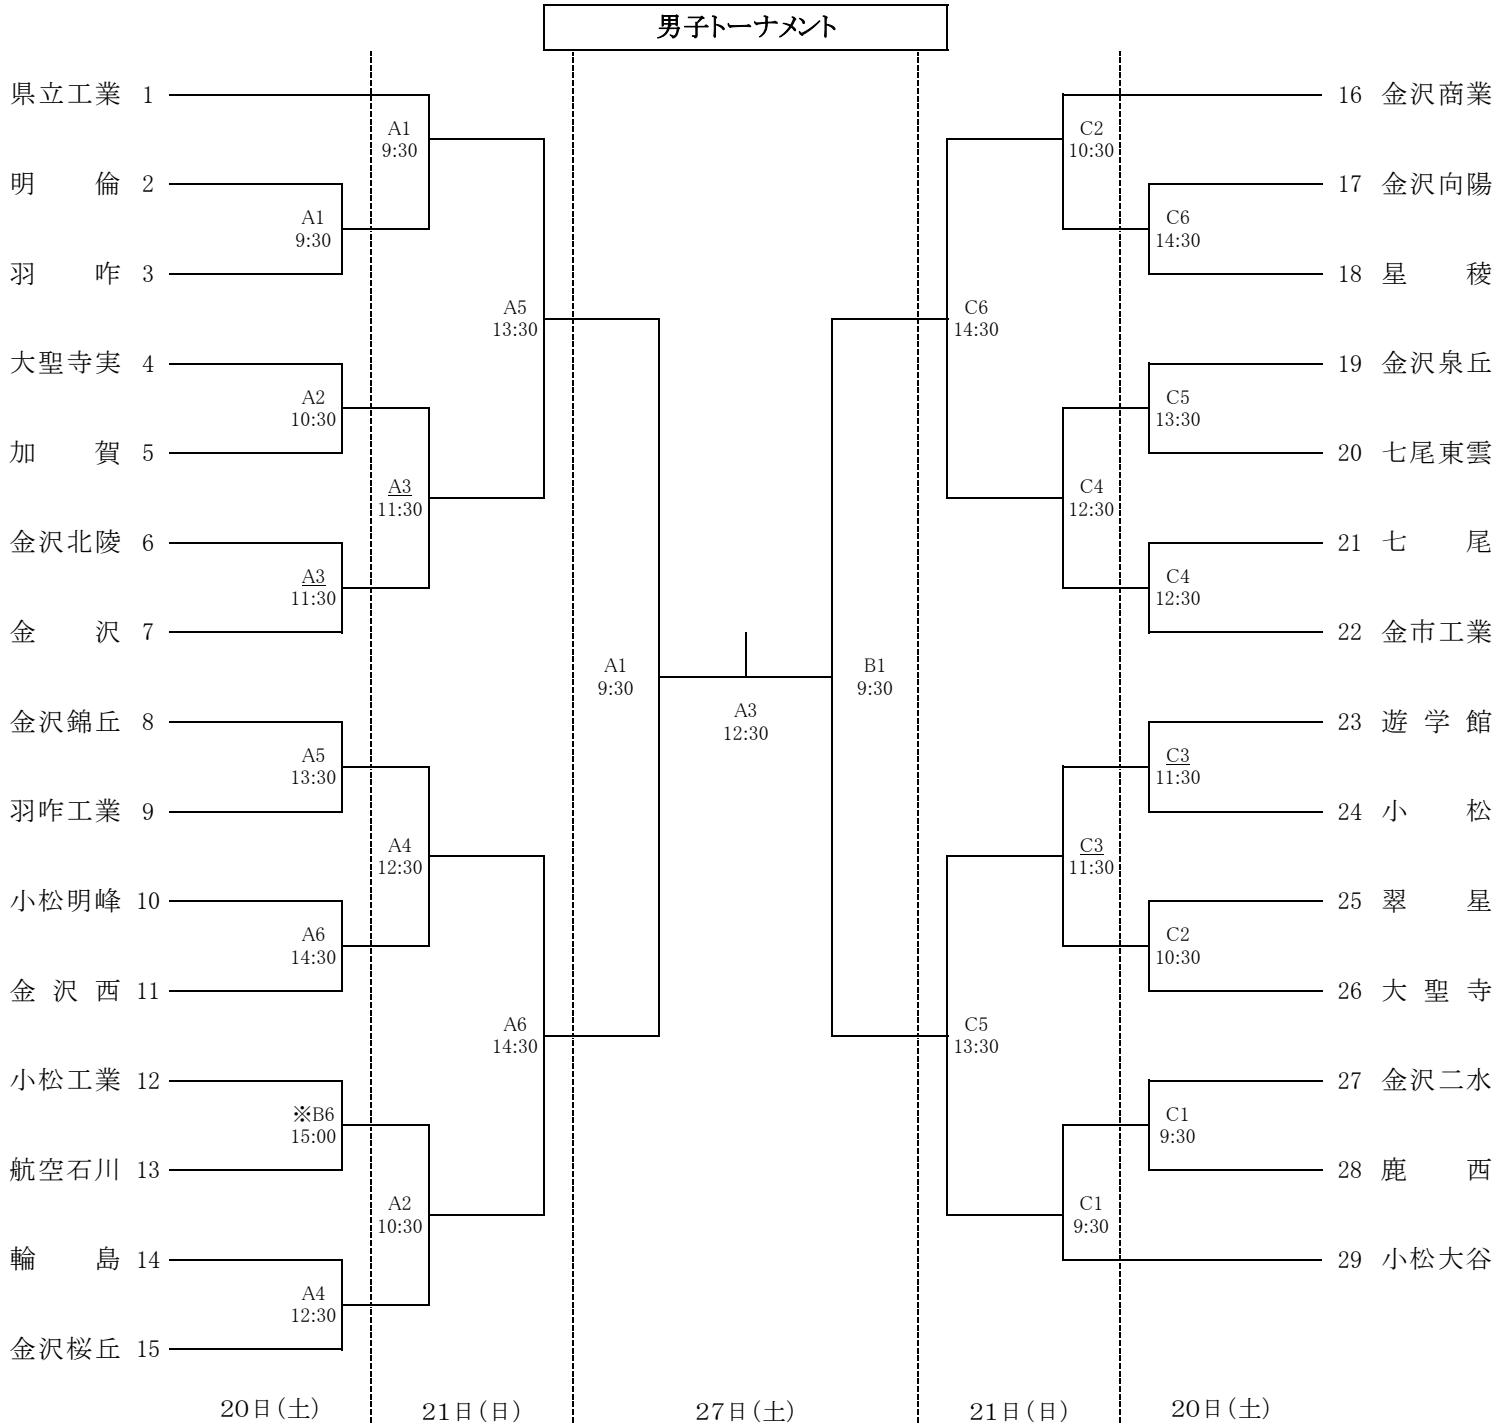 男子トーナメント
県立工業 1
明倫 2
羽咋 3
大聖寺実 4
加賀 5
金沢北陵 6
金沢 7
金沢錦丘 8
羽咋工業 9
小松明峰 10
金沢西 11
小松工業 12
航空石川 13
輪島 14
金沢桜丘 15
A1
9:30
A2
10:30
A3
11:30
A5
13:30
A6
14:30
※B6
15:00
A4
12:30
A1
9:30
A3
11:30
A4
12:30
A2
10:30
A5
13:30
A6
14:30
A1
9:30
A3
12:30
B1
9:30
C6
14:30
C5
13:30
C2
10:30
C4
12:30
C3
11:30
C1
9:30
C6
14:30
C5
13:30
C4
12:30
C3
11:30
C2
10:30
C1
9:30
16 金沢商業
17 金沢向陽
18 星稜
19 金沢泉丘
20 七尾東雲
21 七尾
22 金市工業
23 遊学館
24 小松
25 翠星
26 大聖寺
27 金沢二水
28 鹿西
29 小松大谷
20日(土)
21日(日)
27日(土)
21日(日)
20日(土)